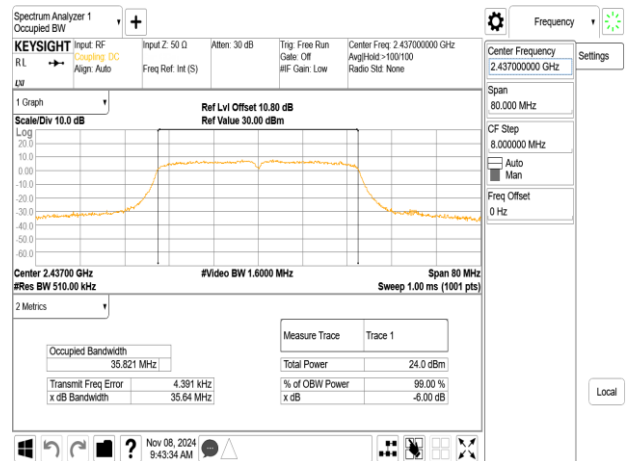 Spectrum Analyzer 1
Occupied BW
Frequency
KEYSIGHT
Input: RF
Input Z: 50 Ω
Atten: 30 dB
Trig: Free Run
Center Freq: 2.437000000 GHz
RL
Coupling: DC
Gate: Off
Avg|Hold:>100/100
Align: Auto
Freq Ref: Int (S)
#IF Gain: Low
Radio Std: None
LXI
Center Frequency
2.437000000 GHz
Settings
Span
80.000 MHz
CF Step
8.000000 MHz
Auto
Man
Freq Offset
0 Hz
1 Graph
Ref Lvl Offset 10.80 dB
Scale/Div 10.0 dB
Ref Value 30.00 dBm
Log
20.0
10.0
0.00
-10.0
-20.0
-30.0
-40.0
-50.0
-60.0
Center 2.43700 GHz
#Video BW 1.6000 MHz
Span 80 MHz
#Res BW 510.00 kHz
Sweep 1.00 ms (1001 pts)
2 Metrics
Measure Trace
Trace 1
Occupied Bandwidth
35.821 MHz
Total Power
24.0 dBm
Transmit Freq Error
4.391 kHz
% of OBW Power
99.00 %
x dB Bandwidth
35.64 MHz
x dB
-6.00 dB
Local
?
Nov 08, 2024
9:43:34 AM